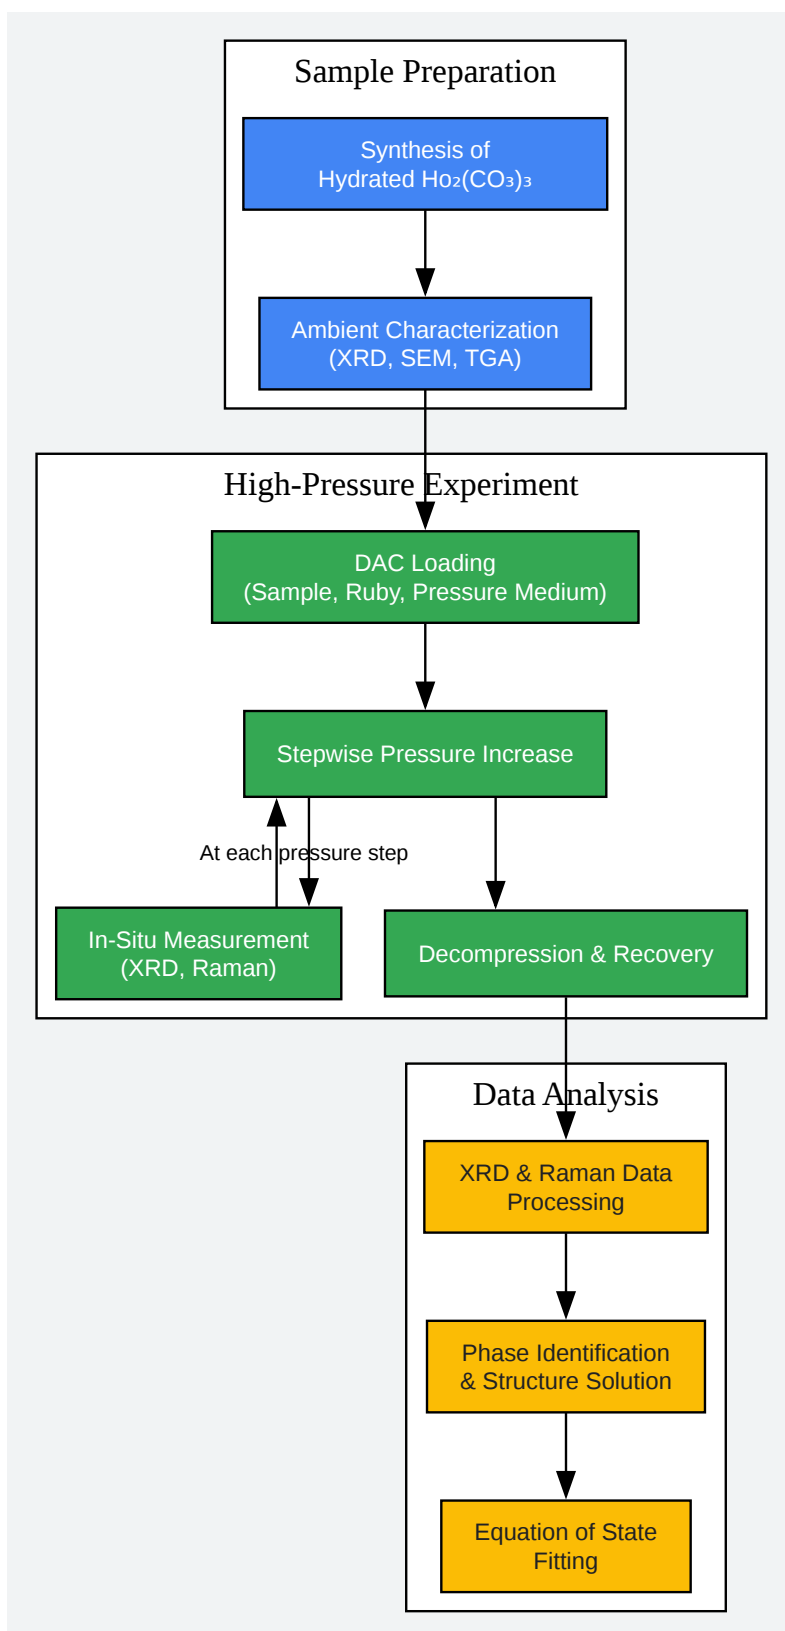 Sample Preparation
Synthesis of
Hydrated Ho₂(CO₃)₃
Ambient Characterization
(XRD, SEM, TGA)
High-Pressure Experiment
DAC Loading
(Sample, Ruby, Pressure Medium)
Stepwise Pressure Increase
At each pressure step
In-Situ Measurement
(XRD, Raman)
Decompression & Recovery
Data Analysis
XRD & Raman Data
Processing
Phase Identification
& Structure Solution
Equation of State
Fitting